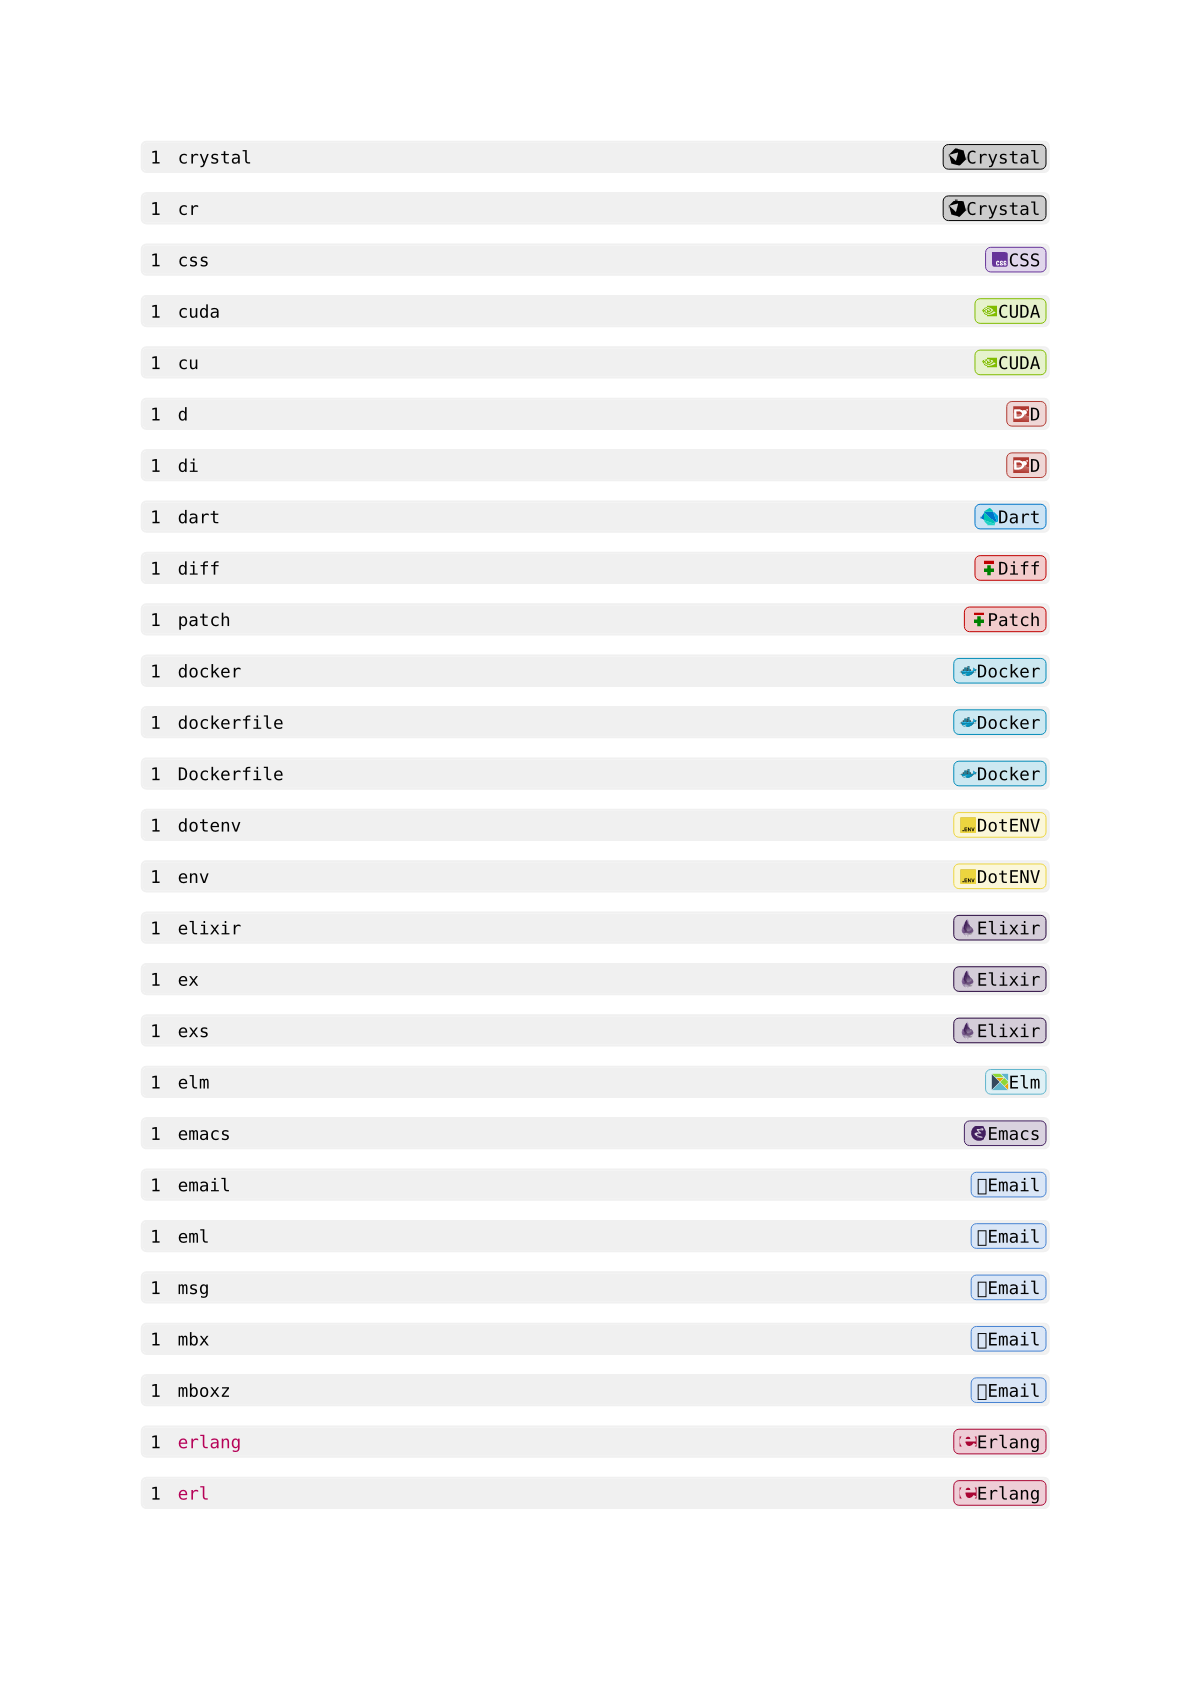 1 crystal Crystal
1 cr Crystal
1 css CSS
1 cuda CUDA
1 cu CUDA
1 d D
1 di D
1 dart Dart
1 diff Diff
1 patch Patch
1 docker Docker
1 dockerfile Docker
1 Dockerfile Docker
1 dotenv DotENV
1 env DotENV
1 elixir Elixir
1 ex Elixir
1 exs Elixir
1 elm Elm
1 emacs Emacs
1 email Email
1 eml Email
1 msg Email
1 mbx Email
1 mboxz Email
1 erlang Erlang
1 erl Erlang